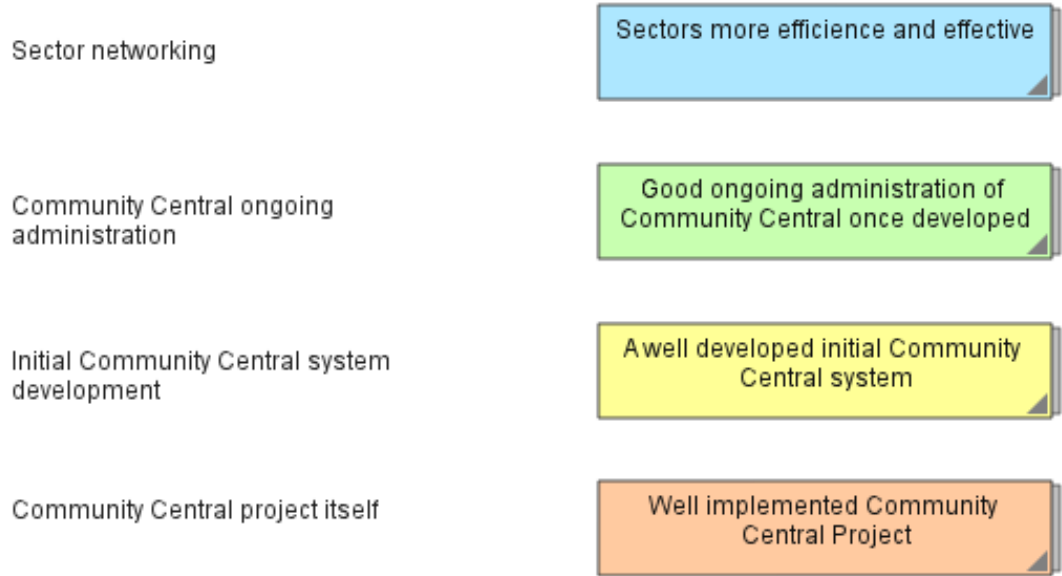 Sector networking
Sectors more efficience and effective
Community Central ongoing
administration
Good ongoing administration of
Community Central once developed
Initial Community Central system
development
A well developed initial Community
Central system
Community Central project itself
Well implemented Community
Central Project